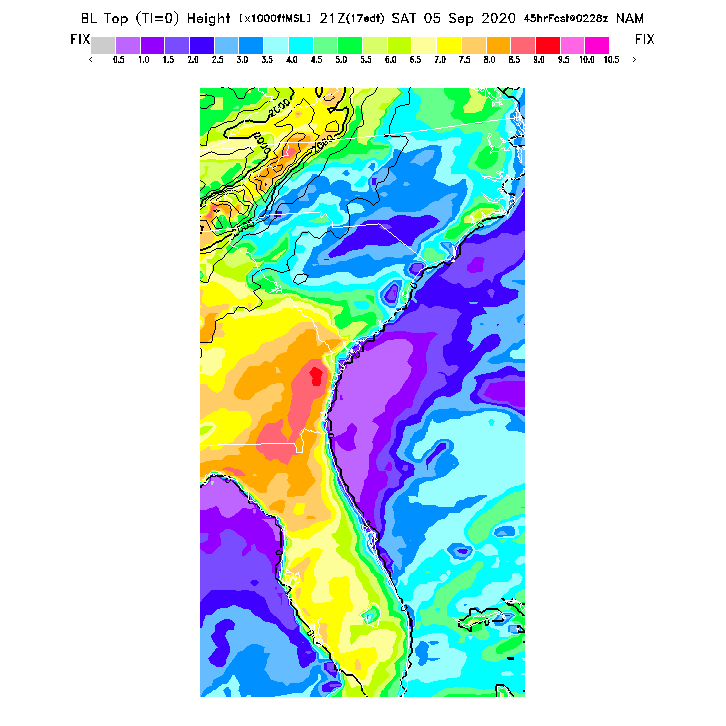 BL Top (TI=0) Height [x1000ftMSL] 21Z(17edt) SAT 05 Sep 2020 45hrFcst@0228z NAM
FIX FIX
< 0.5 1.0 1.5 2.0 2.5 3.0 3.5 4.0 4.5 5.0 5.5 6.0 6.5 7.0 7.5 8.0 8.5 9.0 9.5 10.0 10.5 >
2000
2000
2000